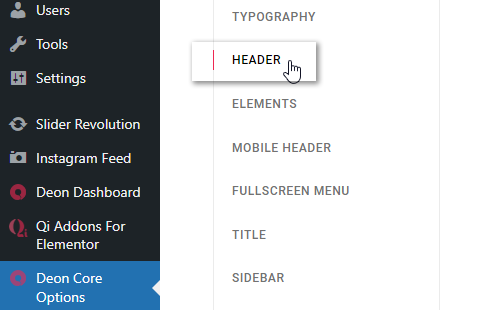 Users
Tools
Settings
Slider Revolution
Instagram Feed
Deon Dashboard
Qi Addons For
Elementor
Deon Core
Options
TYPOGRAPHY
HEADER
ELEMENTS
MOBILE HEADER
FULLSCREEN MENU
TITLE
SIDEBAR